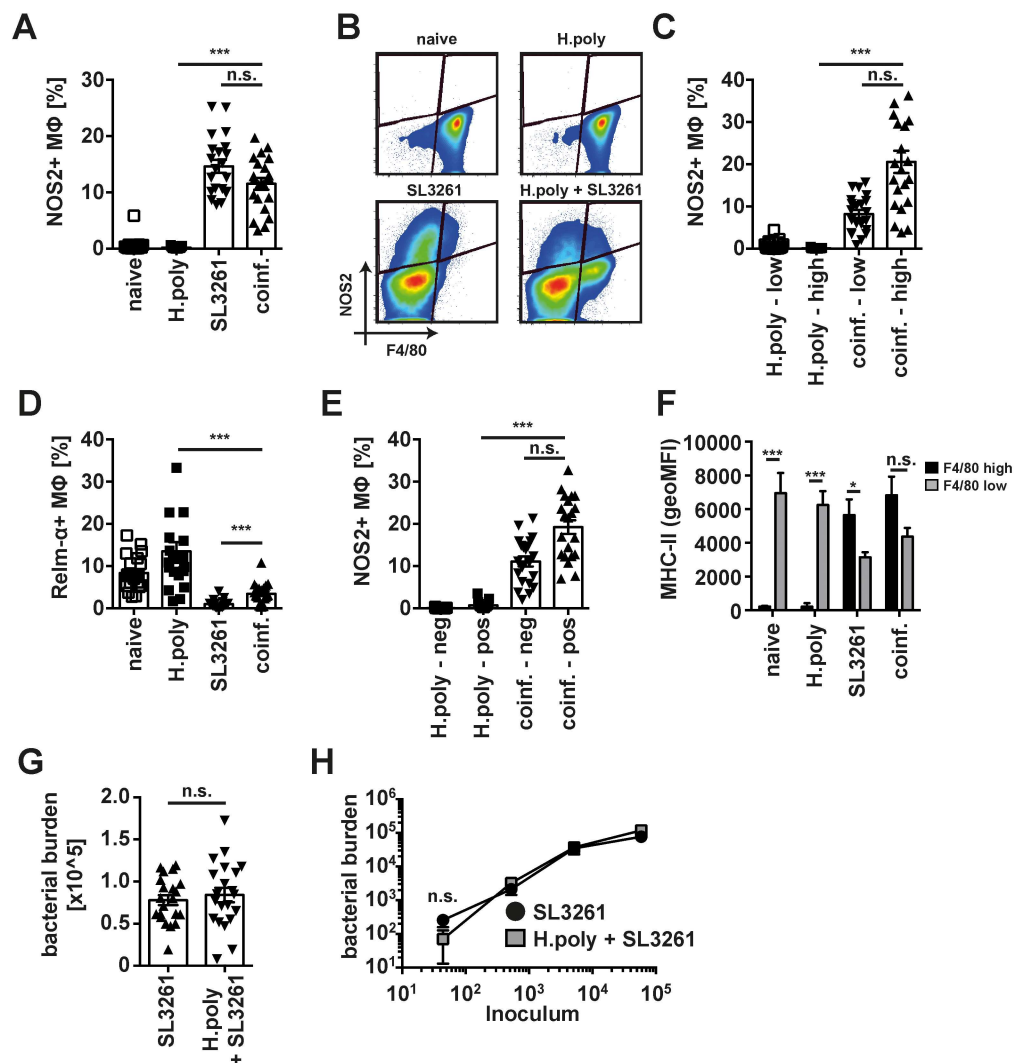 A
NOS2+ MΦ [%]
30
20
10
0
***
n.s.
naive
H.poly
SL3261
coinf.
B
naive
H.poly
SL3261
H.poly + SL3261
NOS2
F4/80
C
NOS2+ MΦ [%]
40
30
20
10
0
***
n.s.
H.poly - low
H.poly - high
coinf. - low
coinf. - high
D
Relm-α+ MΦ [%]
40
30
20
10
0
***
***
naive
H.poly
SL3261
coinf.
E
NOS2+ MΦ [%]
40
30
20
10
0
***
n.s.
H.poly - neg
H.poly - pos
coinf. - neg
coinf. - pos
F
MHC-II (geoMFI)
10000
8000
6000
4000
2000
0
***
***
*
n.s.
F4/80 high
F4/80 low
naive
H.poly
SL3261
coinf.
G
bacterial burden
[x10^5]
2.0
1.5
1.0
0.5
0
n.s.
SL3261
H.poly
+ SL3261
H
bacterial burden
10⁶
10⁵
10⁴
10³
10²
10¹
n.s.
SL3261
H.poly + SL3261
10¹ 10² 10³ 10⁴ 10⁵
Inoculum